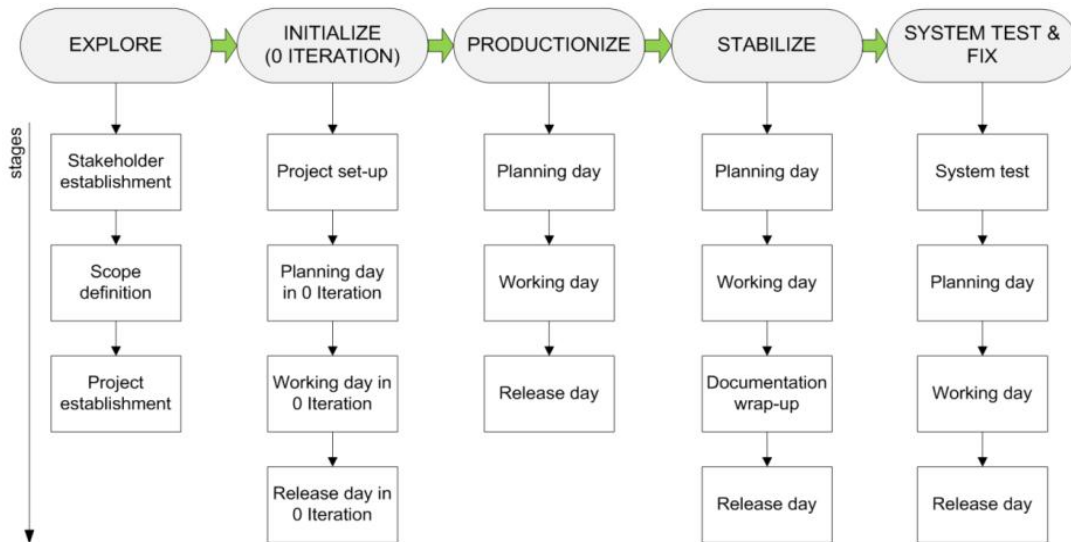 EXPLORE
INITIALIZE
(0 ITERATION)
PRODUCTIONIZE
STABILIZE
SYSTEM TEST &
FIX
stages
Stakeholder
establishment
Scope
definition
Project
establishment
Project set-up
Planning day
in 0 Iteration
Working day in
0 Iteration
Release day in
0 Iteration
Planning day
Working day
Release day
Planning day
Working day
Documentation
wrap-up
Release day
System test
Planning day
Working day
Release day